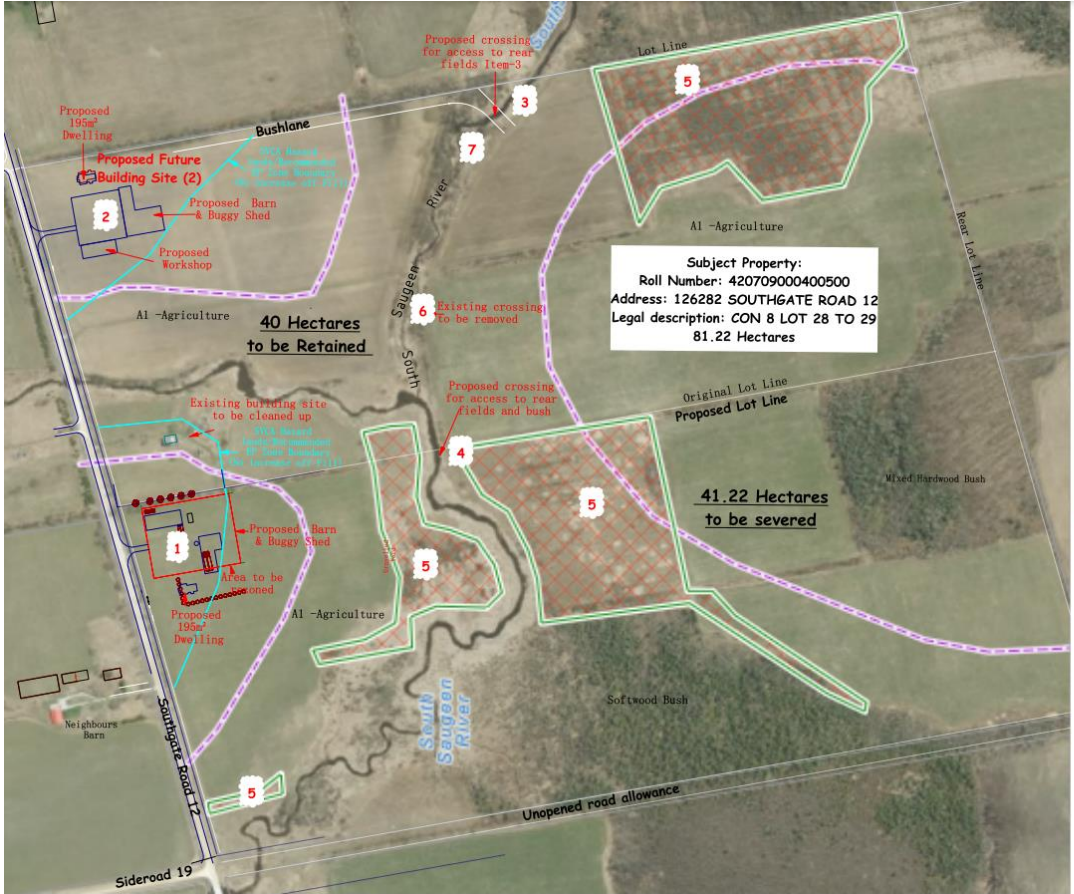 South
Proposed crossing
for access to rear
fields Item-3
Lot Line
3
5
Proposed
195m²
Dwelling
Bushlane
7
Proposed Future
Building Site (2)
2
Proposed Barn
& Buggy Shed
Proposed
Workshop
River
Saugeen
South
A1 -Agriculture
Rear Lot Line
Subject Property:
Roll Number: 420709000400500
Address: 126282 SOUTHGATE ROAD 12
Legal description: CON 8 LOT 28 TO 29
81.22 Hectares
6
Existing crossing
to be removed
A1 -Agriculture
40 Hectares
to be Retained
Proposed crossing
for access to rear
fields and bush
Original Lot Line
Proposed Lot Line
Existing building site
to be cleaned up
4
Mixed Hardwood Bush
41.22 Hectares
to be severed
5
1
Proposed Barn
& Buggy Shed
5
Area to be
rezoned
A1 -Agriculture
Proposed
195m²
Dwelling
Softwood Bush
South
Saugeen
River
Neighbours
Barn
Southgate Road 12
5
Unopened road allowance
Sideroad 19